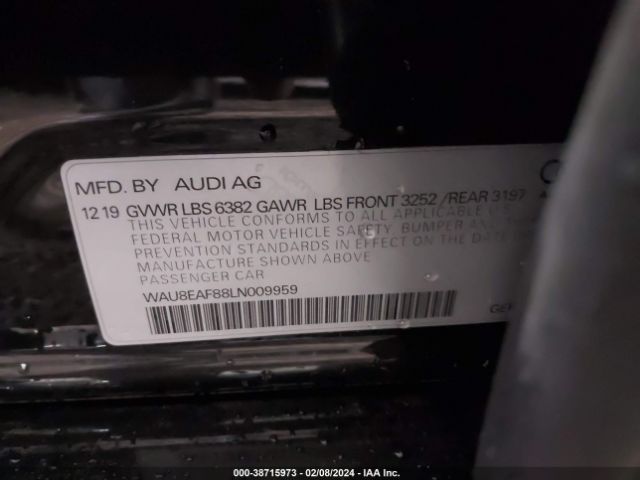 MFD. BY AUDI AG
12 19 GVWR LBS 6382 GAWR LBS FRONT 3252 / REAR 3197
THIS VEHICLE CONFORMS TO ALL APPLICABLE U.S.
FEDERAL MOTOR VEHICLE SAFETY, BUMPER AND THEFT
PREVENTION STANDARDS IN EFFECT ON THE DATE OF
MANUFACTURE SHOWN ABOVE
PASSENGER CAR
WAU8EAF88LN009959
GER
000-38715973 - 02/08/2024 - IAA Inc.